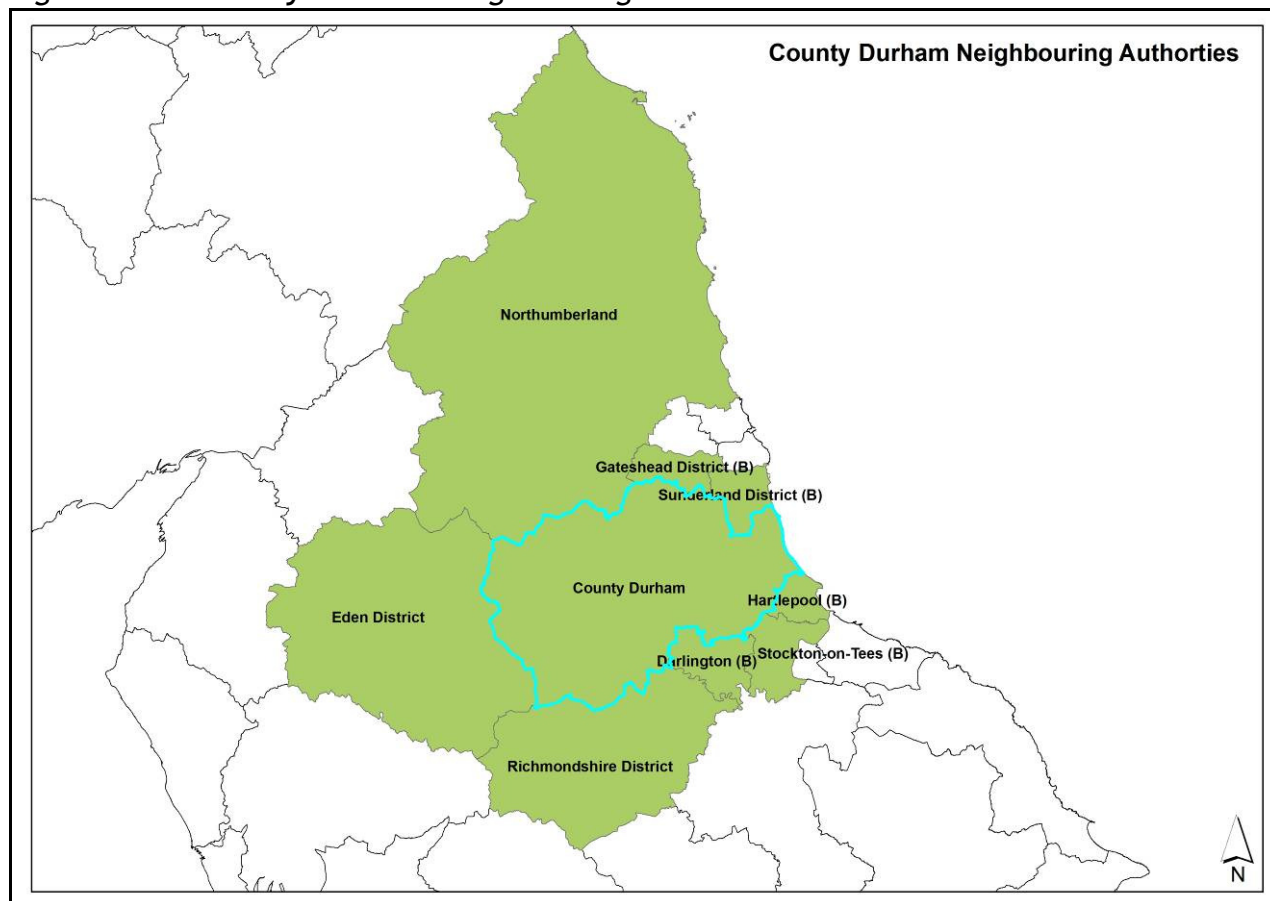 County Durham Neighbouring Authorties
Northumberland
Gateshead District (B)
Sunderland District (B)
County Durham
Hartlepool (B)
Eden District
Stockton-on-Tees (B)
Darlington (B)
Richmondshire District
N